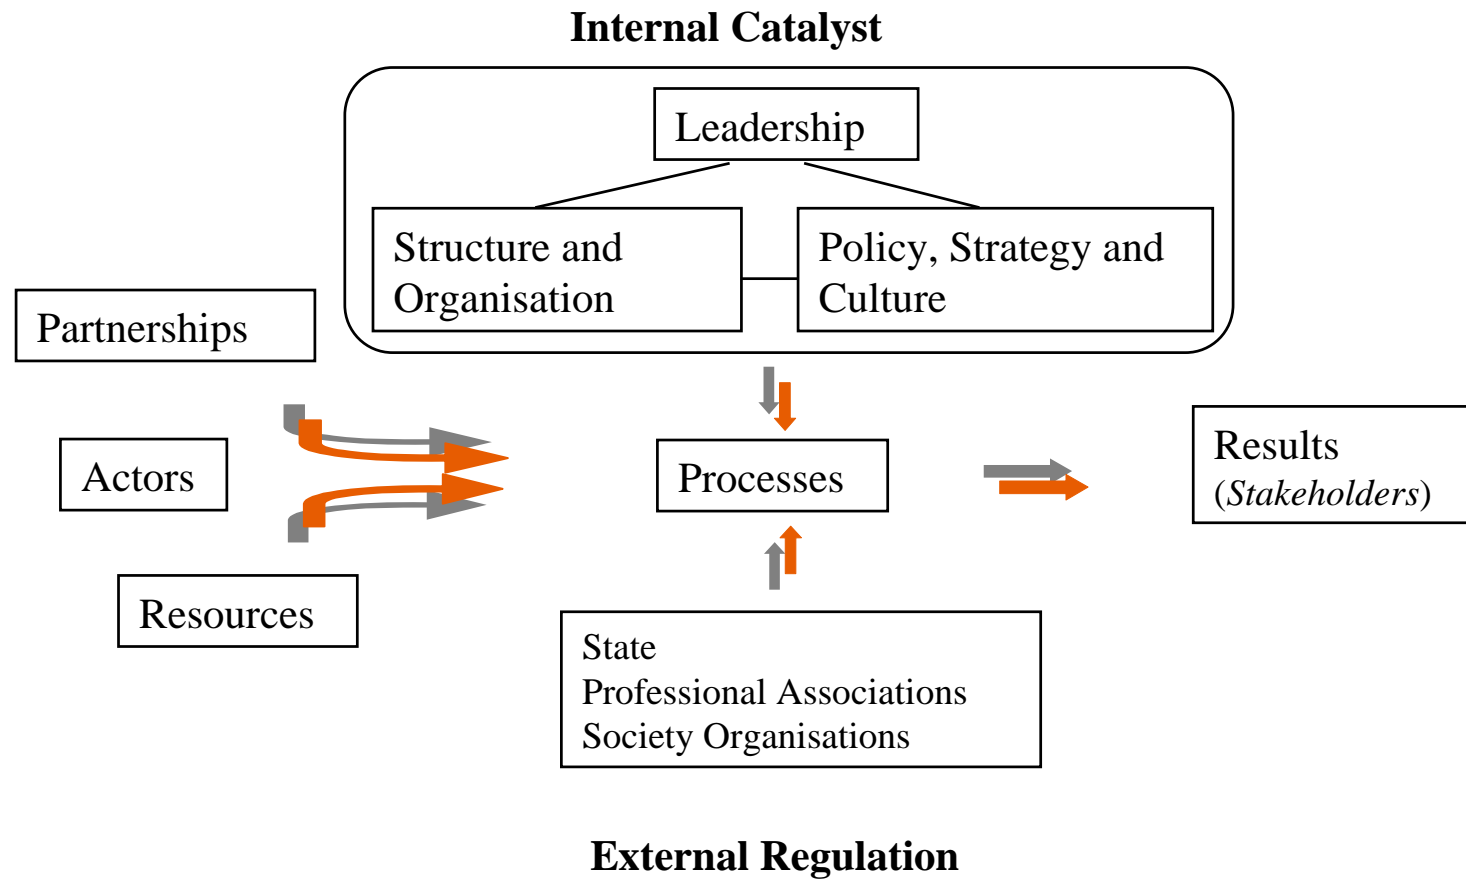 Internal Catalyst
Leadership
Structure and
Organisation
Policy, Strategy and
Culture
Partnerships
Actors
Resources
Processes
Results
(Stakeholders)
State
Professional Associations
Society Organisations
External Regulation